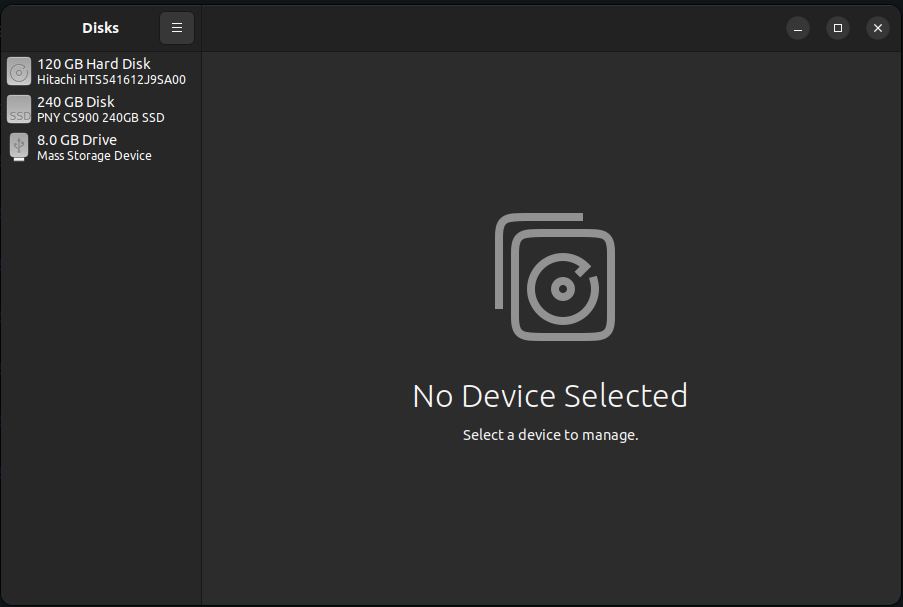 Disks
120 GB Hard Disk
Hitachi HTS541612J9SA00
240 GB Disk
SSD
PNY CS900 240GB SSD
8.0 GB Drive
Mass Storage Device
No Device Selected
Select a device to manage.